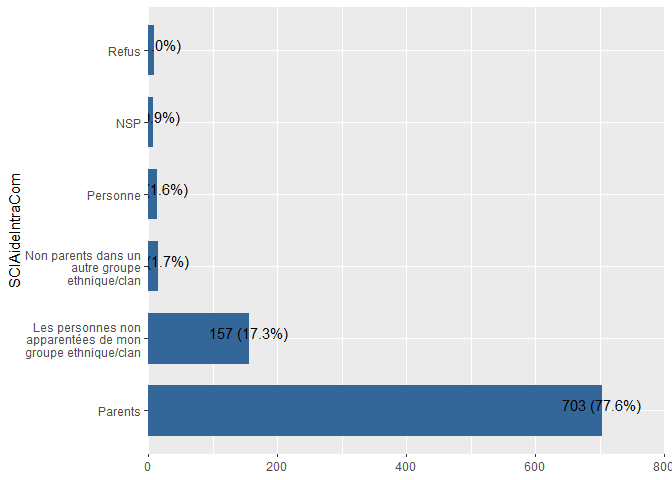 SCIAideIntraCom
Refus
0%)
NSP
.9%)
Personne
(1.6%)
Non parents dans un
autre groupe
ethnique/clan
(1.7%)
Les personnes non
apparentées de mon
groupe ethnique/clan
157 (17.3%)
Parents
703 (77.6%)
0
200
400
600
800